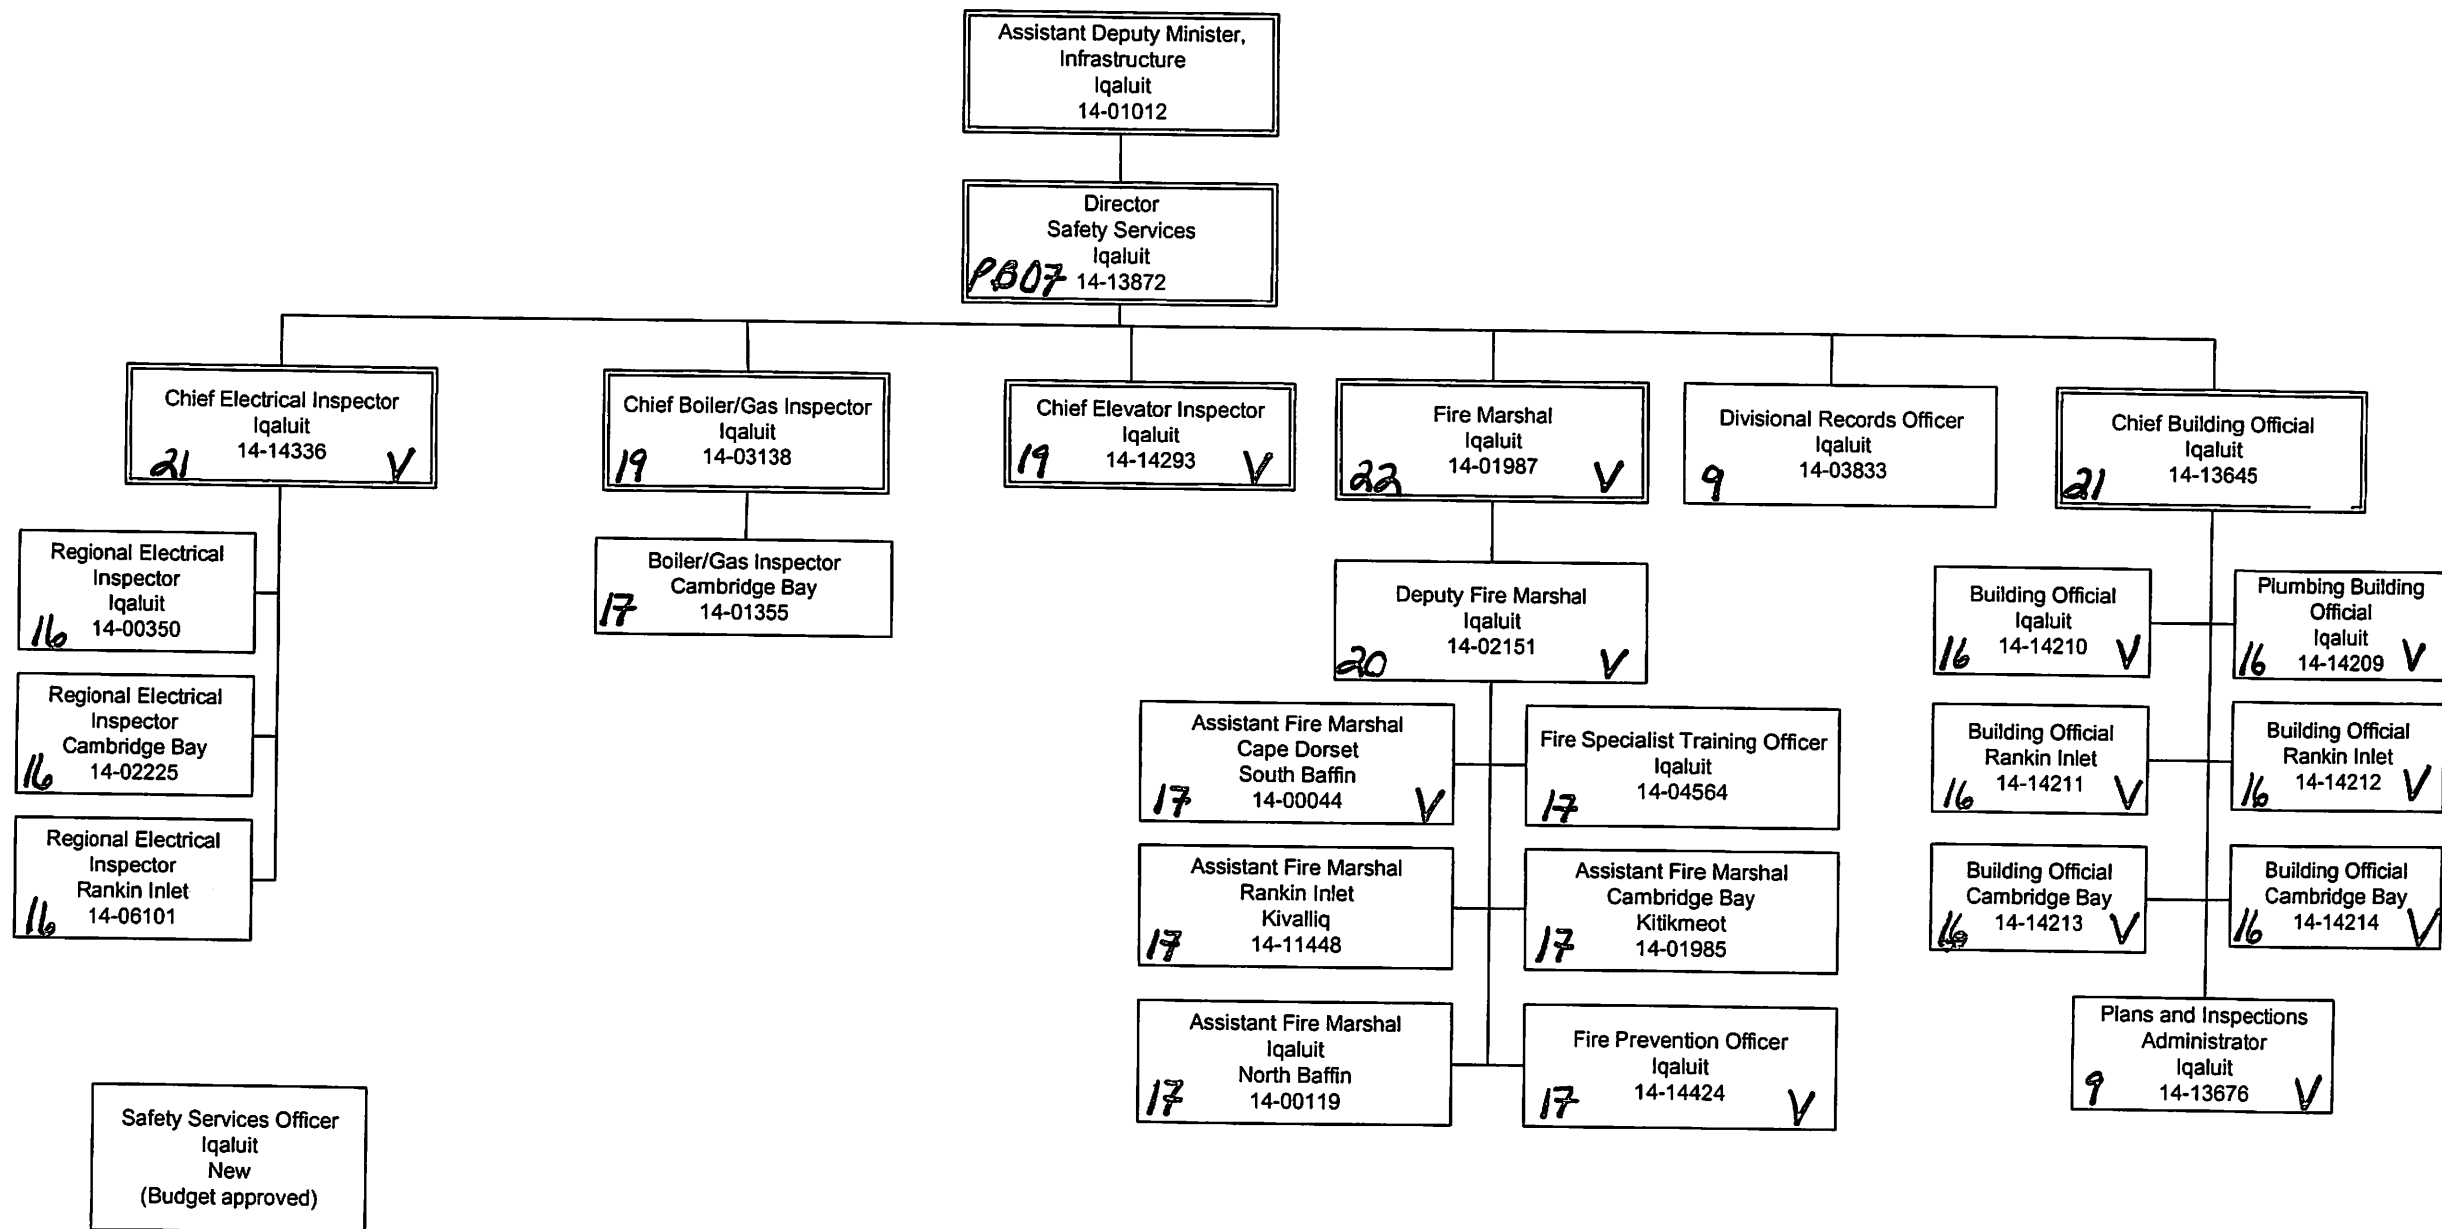 Assistant Deputy Minister,
Infrastructure
Iqaluit
14-01012
Director
Safety Services
Iqaluit
PB07 14-13872
Chief Electrical Inspector
Iqaluit
14-14336
21 V
Chief Boiler/Gas Inspector
Iqaluit
14-03138
19
Chief Elevator Inspector
Iqaluit
14-14293
19 V
Fire Marshal
Iqaluit
14-01987
22 V
Divisional Records Officer
Iqaluit
14-03833
9
Chief Building Official
Iqaluit
14-13645
21
Regional Electrical
Inspector
Iqaluit
16 14-00350
Regional Electrical
Inspector
Cambridge Bay
16 14-02225
Regional Electrical
Inspector
Rankin Inlet
16 14-06101
Boiler/Gas Inspector
Cambridge Bay
17 14-01355
Deputy Fire Marshal
Iqaluit
14-02151
20 V
Assistant Fire Marshal
Cape Dorset
South Baffin
17 14-00044 V
Fire Specialist Training Officer
Iqaluit
14-04564
17
Assistant Fire Marshal
Rankin Inlet
Kivalliq
17 14-11448
Assistant Fire Marshal
Cambridge Bay
Kitikmeot
17 14-01985
Assistant Fire Marshal
Iqaluit
North Baffin
17 14-00119
Fire Prevention Officer
Iqaluit
14-14424
17 V
Building Official
Iqaluit
16 14-14210 V
Plumbing Building
Official
Iqaluit
16 14-14209 V
Building Official
Rankin Inlet
16 14-14211 V
Building Official
Rankin Inlet
16 14-14212 V
Building Official
Cambridge Bay
16 14-14213 V
Building Official
Cambridge Bay
16 14-14214 V
Plans and Inspections
Administrator
Iqaluit
9 14-13676 V
Safety Services Officer
Iqaluit
New
(Budget approved)